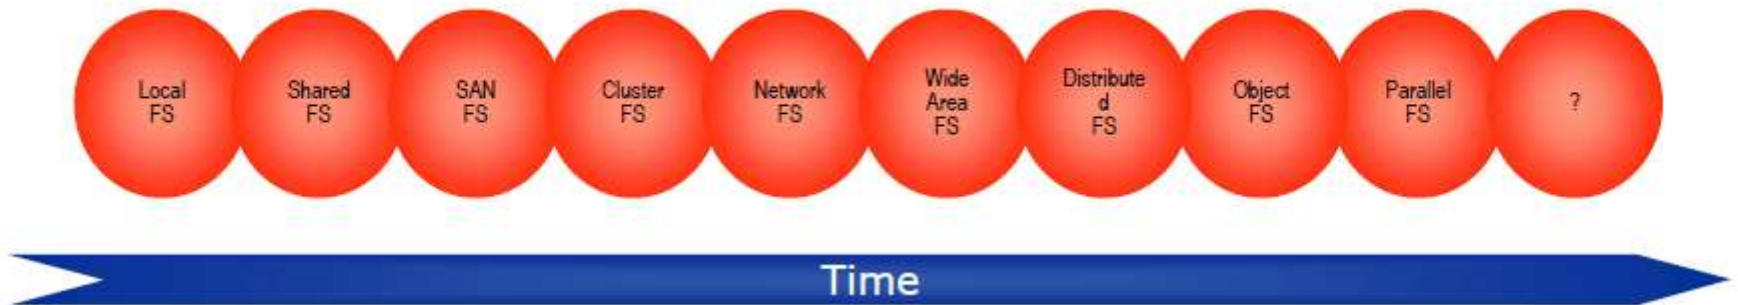 Local
FS
Shared
FS
SAN
FS
Cluster
FS
Network
FS
Wide
Area
FS
Distribute
d
FS
Object
FS
Parallel
FS
?
Time